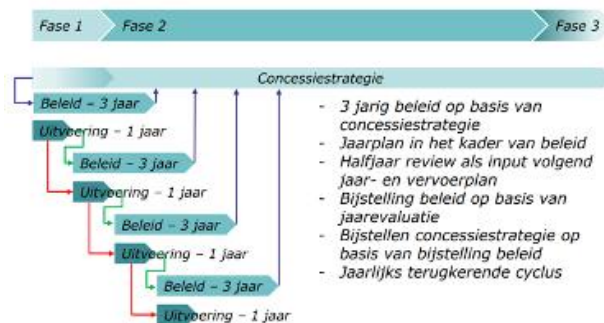 Fase 1
Fase 2
Fase 3
Concessiestrategie
Beleid – 3 jaar
Uitvoering – 1 jaar
Beleid – 3 jaar
Uitvoering – 1 jaar
Beleid – 3 jaar
Uitvoering – 1 jaar
Beleid – 3 jaar
Uitvoering – 1 jaar
- 3 jarig beleid op basis van
concessiestrategie
- Jaarplan in het kader van beleid
- Halfjaar review als input volgend
jaar- en vervoerplan
- Bijstelling beleid op basis van
jaarevaluatie
- Bijstellen concessiestrategie op
basis van bijstelling beleid
- Jaarlijks terugkerende cyclus